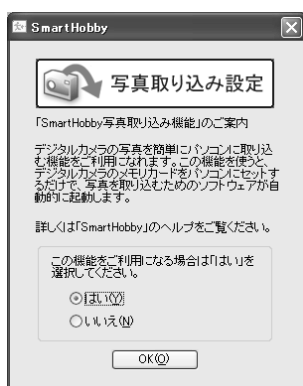 SmartHobby
写真取り込み設定
「SmartHobby写真取り込み機能」のご案内
デジタルカメラの写真を簡単にパソコンに取り込
む機能をご利用になれます。この機能を使うと、
デジタルカメラのメモリカードをパソコンにセットす
るだけで、写真を取り込むためのソフトウェアが自
動的に起動します。
詳しくは「SmartHobby」のヘルプをご覧ください。
この機能をご利用になる場合は「はい」を
選択してください。
はい(Y)
いいえ(N)
OK(O)